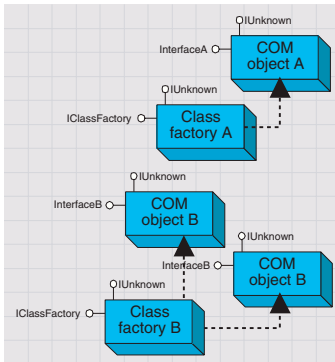 IUnknown
InterfaceA
COM
object A
IUnknown
IClassFactory
Class
factory A
IUnknown
InterfaceB
COM
object B
IUnknown
InterfaceB
COM
object B
IUnknown
IClassFactory
Class
factory B